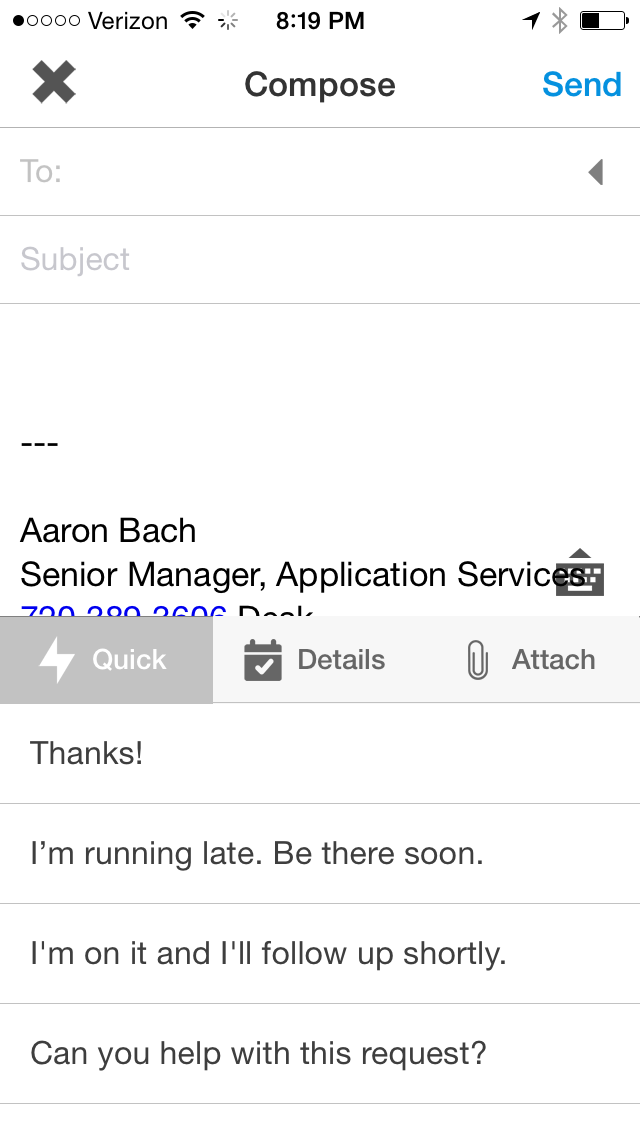 Verizon 8:19 PM
Compose Send
To:
Subject
---
Aaron Bach
Senior Manager, Application Services
Desk
Quick Details Attach
Thanks!
I’m running late. Be there soon.
I'm on it and I'll follow up shortly.
Can you help with this request?